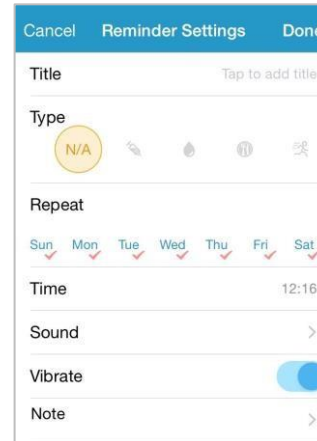 Cancel Reminder Settings Done
Title Tap to add title
Type
N/A
Repeat
Sun Mon Tue Wed Thu Fri Sat
Time 12:16
Sound
Vibrate
Note